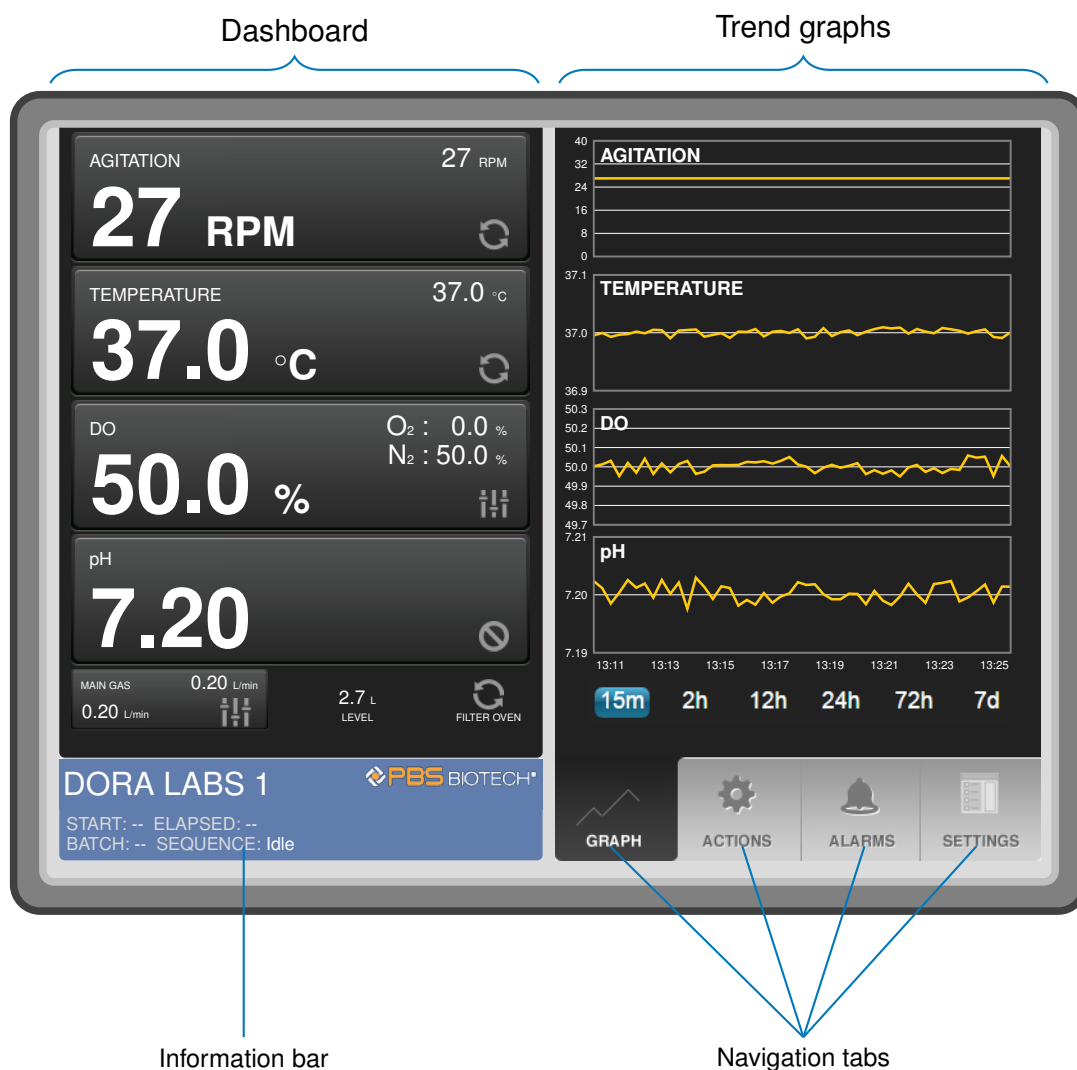 Dashboard
Trend graphs
AGITATION 27 RPM
27 RPM
TEMPERATURE 37.0 °C
37.0 °C
DO O₂ : 0.0 %
N₂ : 50.0 %
50.0 %
pH
7.20
MAIN GAS 0.20 L/min
0.20 L/min
2.7 L
LEVEL
FILTER OVEN
DORA LABS 1
PBS BIOTECH
START: -- ELAPSED: --
BATCH: -- SEQUENCE: Idle
AGITATION
40
32
24
16
8
0
TEMPERATURE
37.1
37.0
36.9
DO
50.3
50.2
50.1
50.0
49.9
49.8
49.7
pH
7.21
7.20
7.19
13:11 13:13 13:15 13:17 13:19 13:21 13:23 13:25
15m 2h 12h 24h 72h 7d
GRAPH ACTIONS ALARMS SETTINGS
Information bar
Navigation tabs